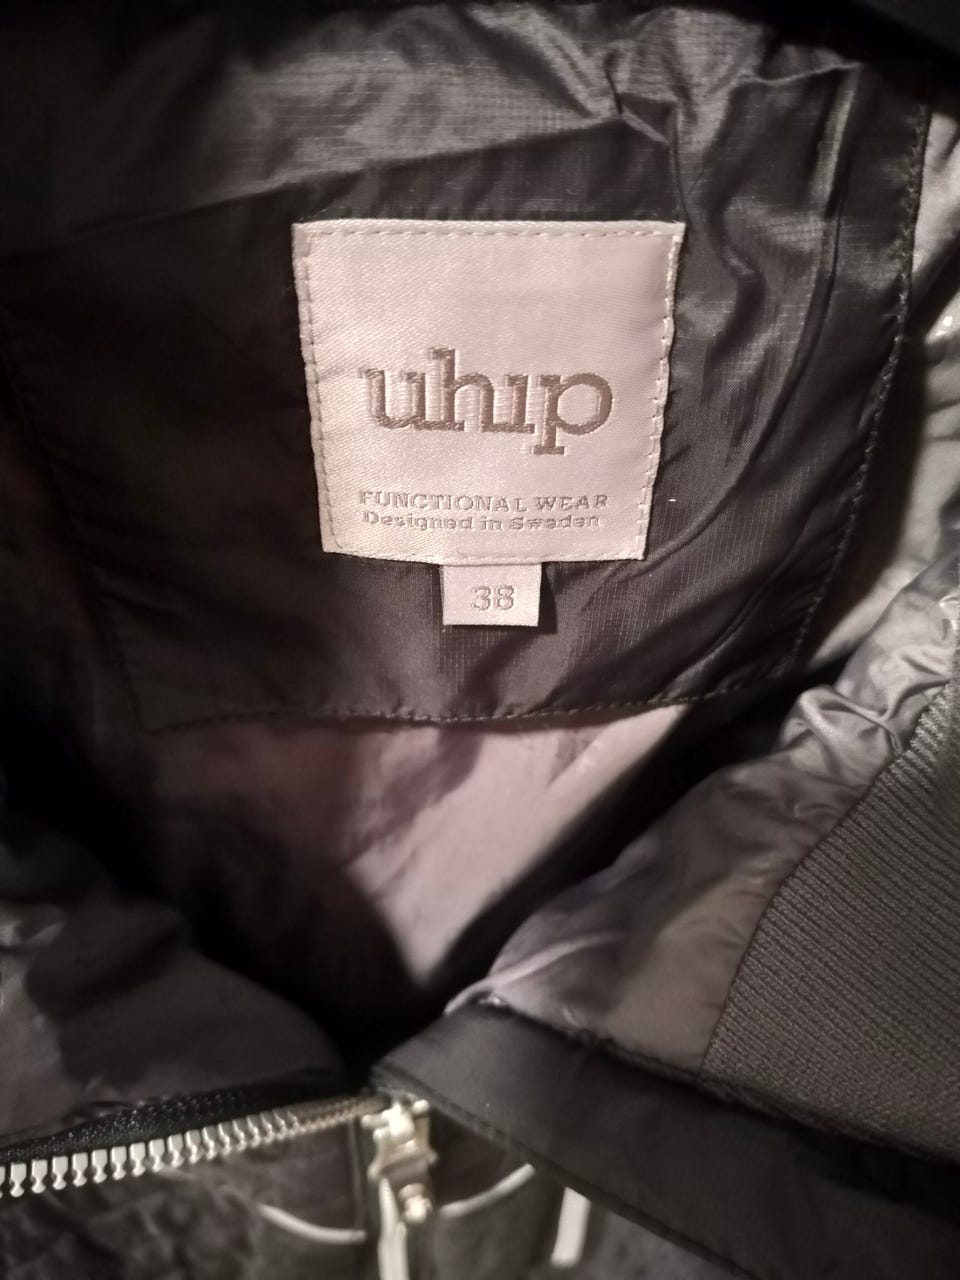 uhip
FUNCTIONAL WEAR
Designed in Sweden
38